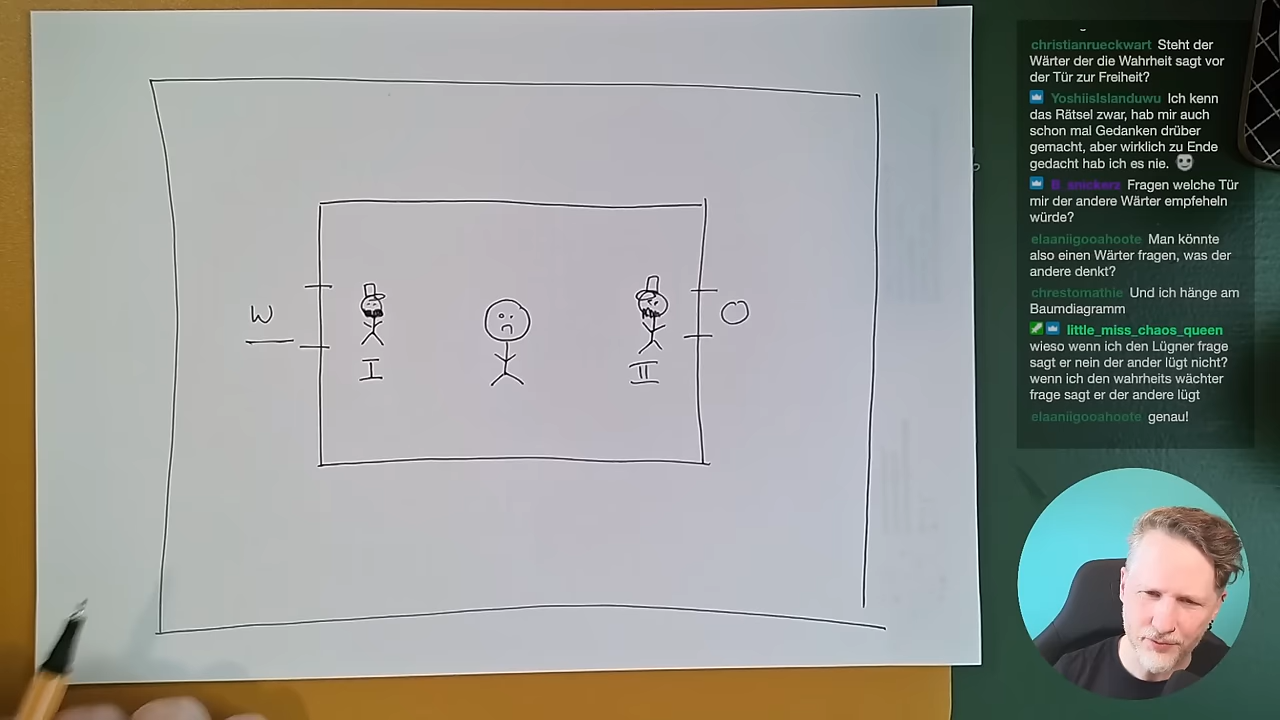 W
I
II
O
christianrueckwart Steht der
Wärter der die Wahrheit sagt vor
der Tür zur Freiheit?
YoshiisIslanduwu Ich kenn
das Rätsel zwar, hab mir auch
schon mal Gedanken drüber
gemacht, aber wirklich zu Ende
gedacht hab ich es nie.
B_snickerz Fragen welche Tür
mir der andere Wärter empfeheln
würde?
elaaniigooahoote Man könnte
also einen Wärter fragen, was der
andere denkt?
chrestomathie Und ich hänge am
Baumdiagramm
little_miss_chaos_queen
wieso wenn ich den Lügner frage
sagt er nein der ander lügt nicht?
wenn ich den wahrheits wächter
frage sagt er der andere lügt
elaaniigooahoote genau!